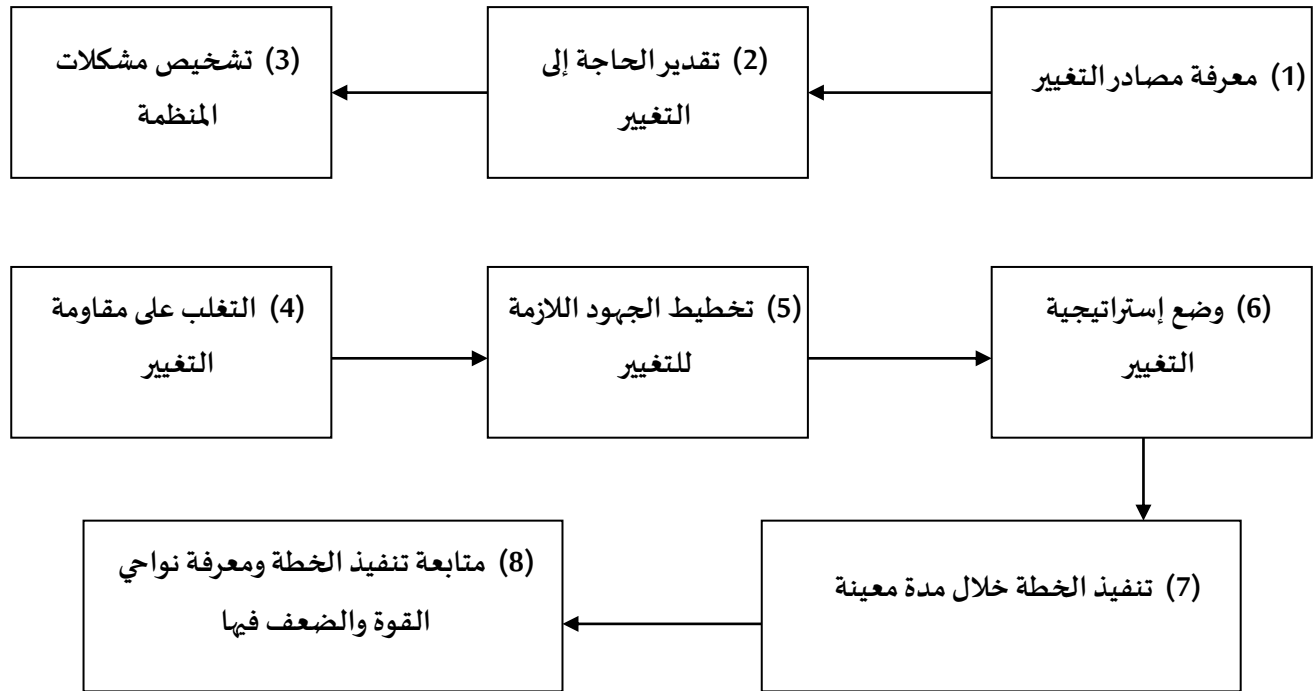 (1) معرفة مصادر التغيير
(2) تقدير الحاجة إلى
التغيير
(3) تشخيص مشكلات
المنظمة
(4) التغلب على مقاومة
التغيير
(5) تخطيط الجهود اللازمة
للتغيير
(6) وضع إستراتيجية
التغيير
(7) تنفيذ الخطة خلال مدة معينة
(8) متابعة تنفيذ الخطة ومعرفة نواحي
القوة والضعف فيها